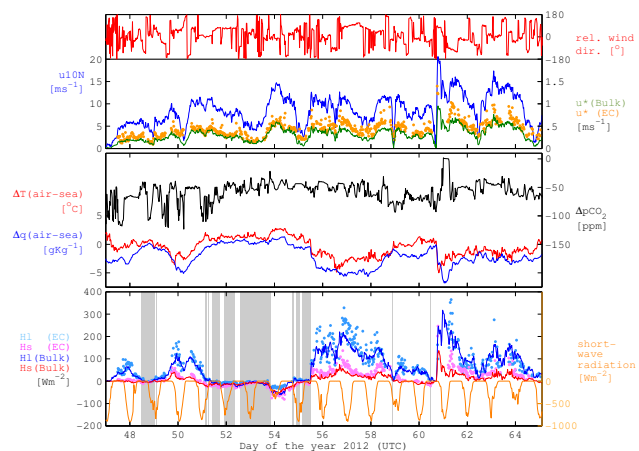 180
0
-180
rel. wind
dir. [°]
20
15
10
5
0
2
1.5
1
0.5
0
u10N
[ms⁻¹]
u*(Bulk)
u* (EC)
[ms⁻¹]
5
0
−5
0
−50
−100
−150
ΔT(air-sea)
[°C]
Δq(air-sea)
[gKg⁻¹]
ΔpCO₂
[ppm]
400
300
200
100
0
−100
−200
0
−500
−1000
Hl (EC)
Hs (EC)
Hl(Bulk)
Hs(Bulk)
[Wm⁻²]
short-
wave
radiation
[Wm⁻²]
48 50 52 54 56 58 60 62 64
Day of the year 2012 (UTC)